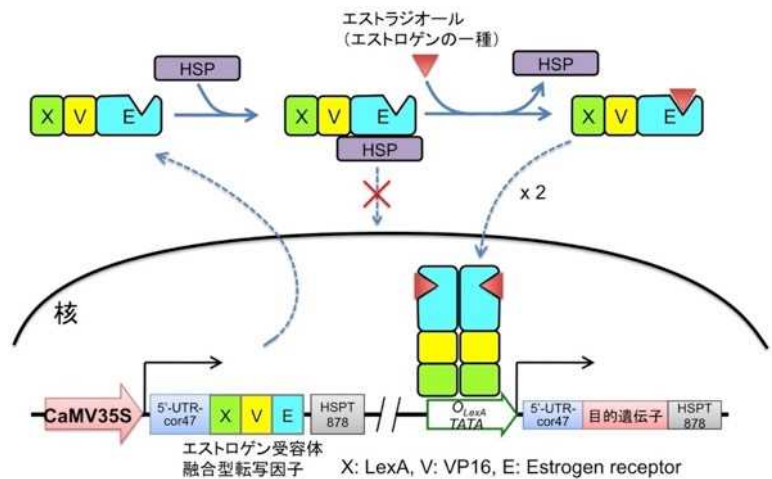 エストラジオール
（エストロゲンの一種）
HSP
HSP
X V E
X V E
HSP
X V E
x 2
核
CaMV35S
5'-UTR-
cor47
X V E
HSPT
878
O LexA
TATA
5'-UTR-
cor47
目的遺伝子
HSPT
878
エストロゲン受容体
融合型転写因子
X: LexA, V: VP16, E: Estrogen receptor